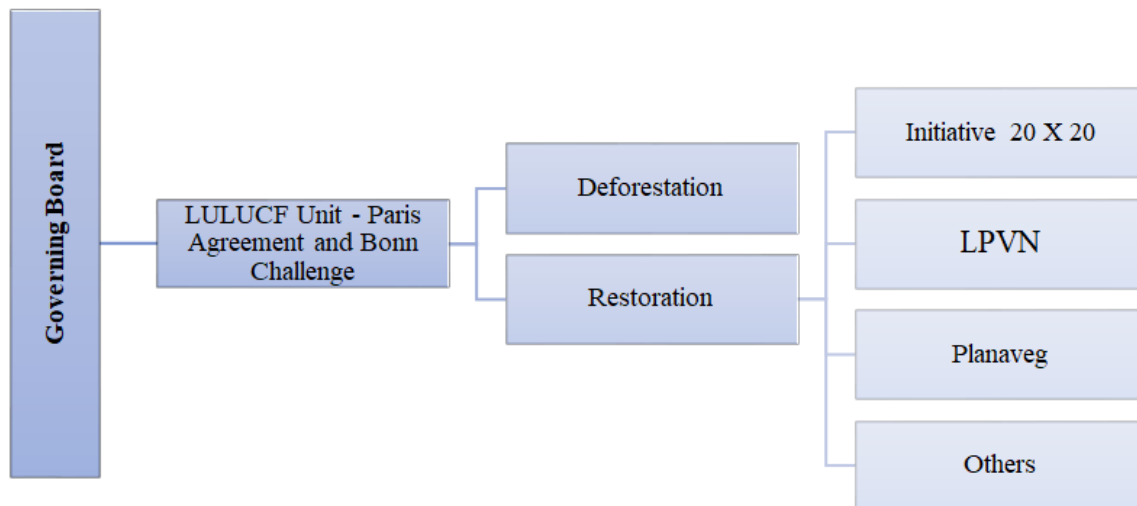 Governing Board
LULUCF Unit - Paris
Agreement and Bonn
Challenge
Deforestation
Restoration
Initiative 20 X 20
LPVN
Planaveg
Others